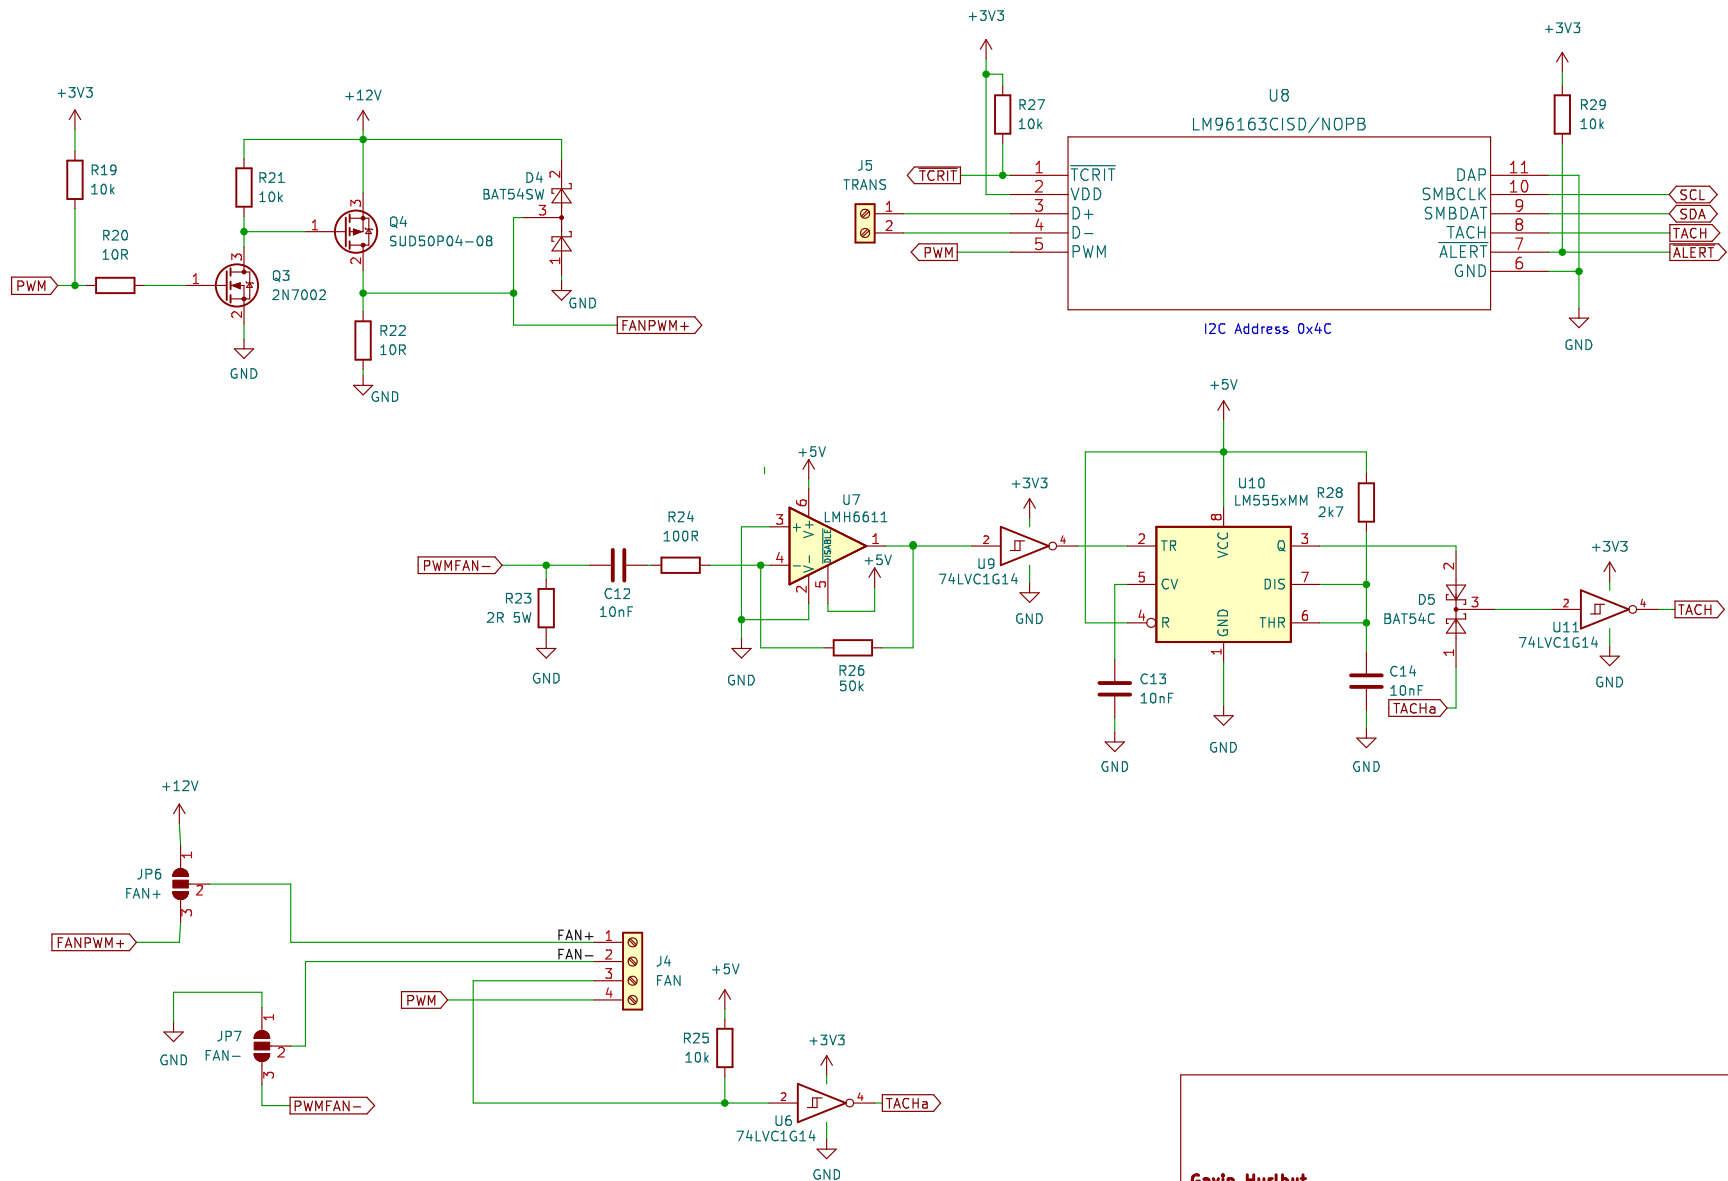 +3V3
R19
10k
PWM
R20
10R
+12V
R21
10k
1
3
2
Q3
2N7002
GND
1
3
2
Q4
SUD50P04-08
R22
10R
GND
D4
BAT54SW
2
3
1
GND
FANPWM+
+3V3
R27
10k
U8
LM96163CISD/NOPB
+3V3
R29
10k
J5
TRANS
1
2
TCRIT
PWM
1 TCRIT
2 VDD
3 D+
4 D-
5 PWM
DAP 11
SMBCLK 10
SMBDAT 9
TACH 8
ALERT 7
GND 6
SCL
SDA
TACH
ALERT
GND
I2C Address 0x4C
PWMFAN-
R23
2R 5W
GND
C12
10nF
R24
100R
+5V
U7
LMH6611
3
4
6
1
2
5
+
-
V+
V-
DISABLE
+5V
GND
R26
50k
+3V3
2
4
U9
74LVC1G14
GND
+5V
U10
LM555xMM
R28
2k7
8
VCC
2 TR
5 CV
4 R
Q 3
DIS 7
THR 6
GND
1
GND
C13
10nF
GND
C14
10nF
GND
D5
BAT54C
2
3
1
TACHa
+3V3
2
4
U11
74LVC1G14
GND
TACH
+12V
JP6
FAN+
1
2
3
FANPWM+
GND
JP7
FAN-
1
2
3
PWMFAN-
FAN+ 1
FAN- 2
3
4
J4
FAN
PWM
+5V
R25
10k
+3V3
2
4
U6
74LVC1G14
GND
TACHa
Gavin Hurlbut